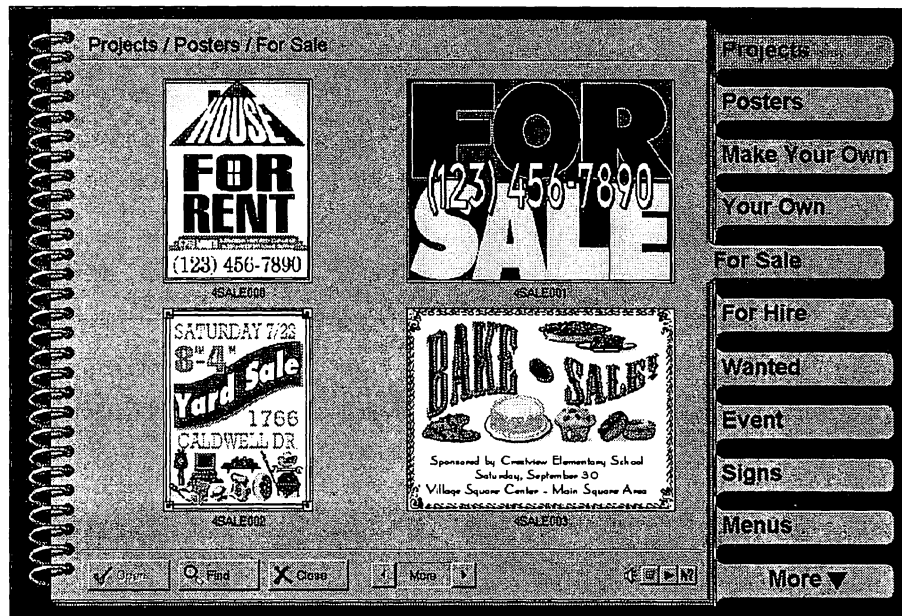 Projects / Posters / For Sale
HOUSE
FOR
RENT
(123) 456-7890
4SALE000
FOR
(123) 456-7890
SALE
4SALE001
SATURDAY 7/23
8AM-4PM
Yard Sale
1766
CALDWELL DR.
4SALE002
BAKE
SALE!
Sponsored by Crestview Elementary School
Saturday, September 30
Village Square Center - Main Square Area
4SALE003
Open
Find
Close
More
Projects
Posters
Make Your Own
Your Own
For Sale
For Hire
Wanted
Event
Signs
Menus
More